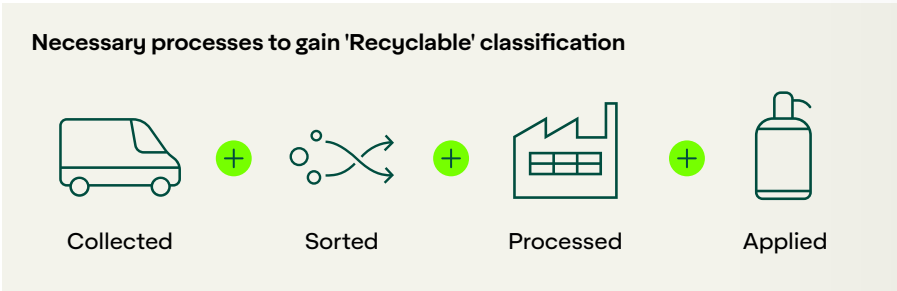 Necessary processes to gain 'Recyclable' classification
Collected
Sorted
Processed
Applied